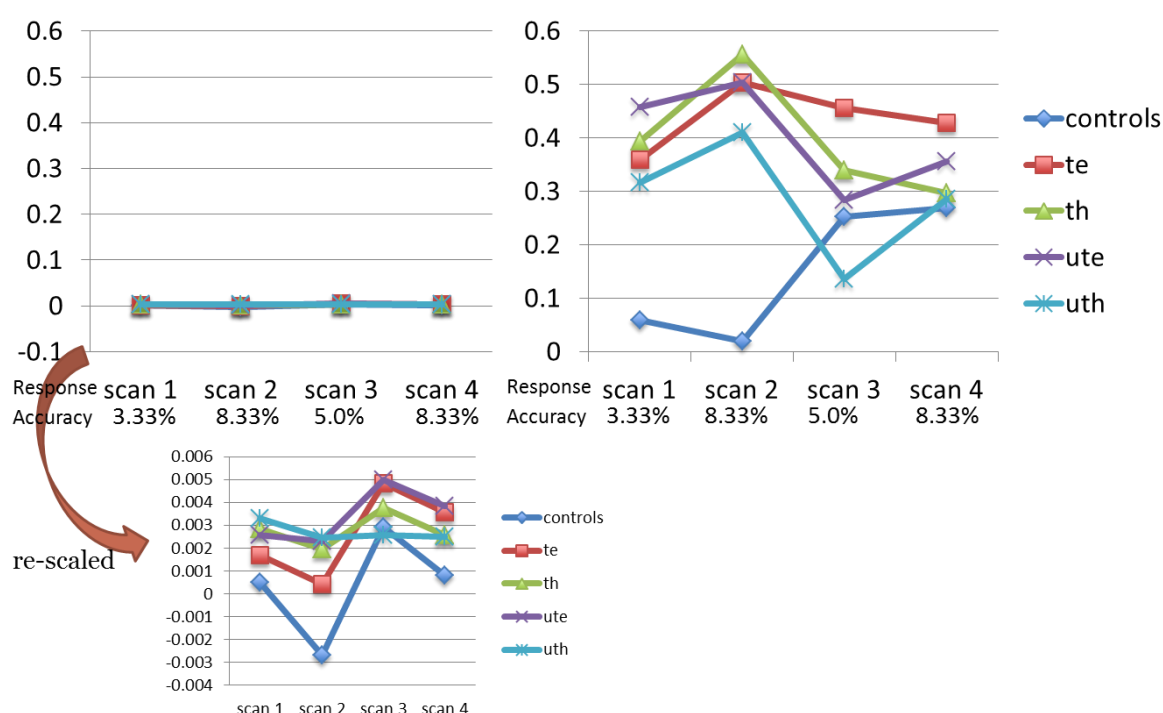 0.6
0.5
0.4
0.3
0.2
0.1
0
-0.1
Response scan 1 scan 2 scan 3 scan 4
Accuracy 3.33% 8.33% 5.0% 8.33%
0.6
0.5
0.4
0.3
0.2
0.1
0
Response scan 1 scan 2 scan 3 scan 4
Accuracy 3.33% 8.33% 5.0% 8.33%
controls
te
th
ute
uth
re-scaled
0.006
0.005
0.004
0.003
0.002
0.001
0
-0.001
-0.002
-0.003
-0.004
scan 1 scan 2 scan 3 scan 4
controls
te
th
ute
uth